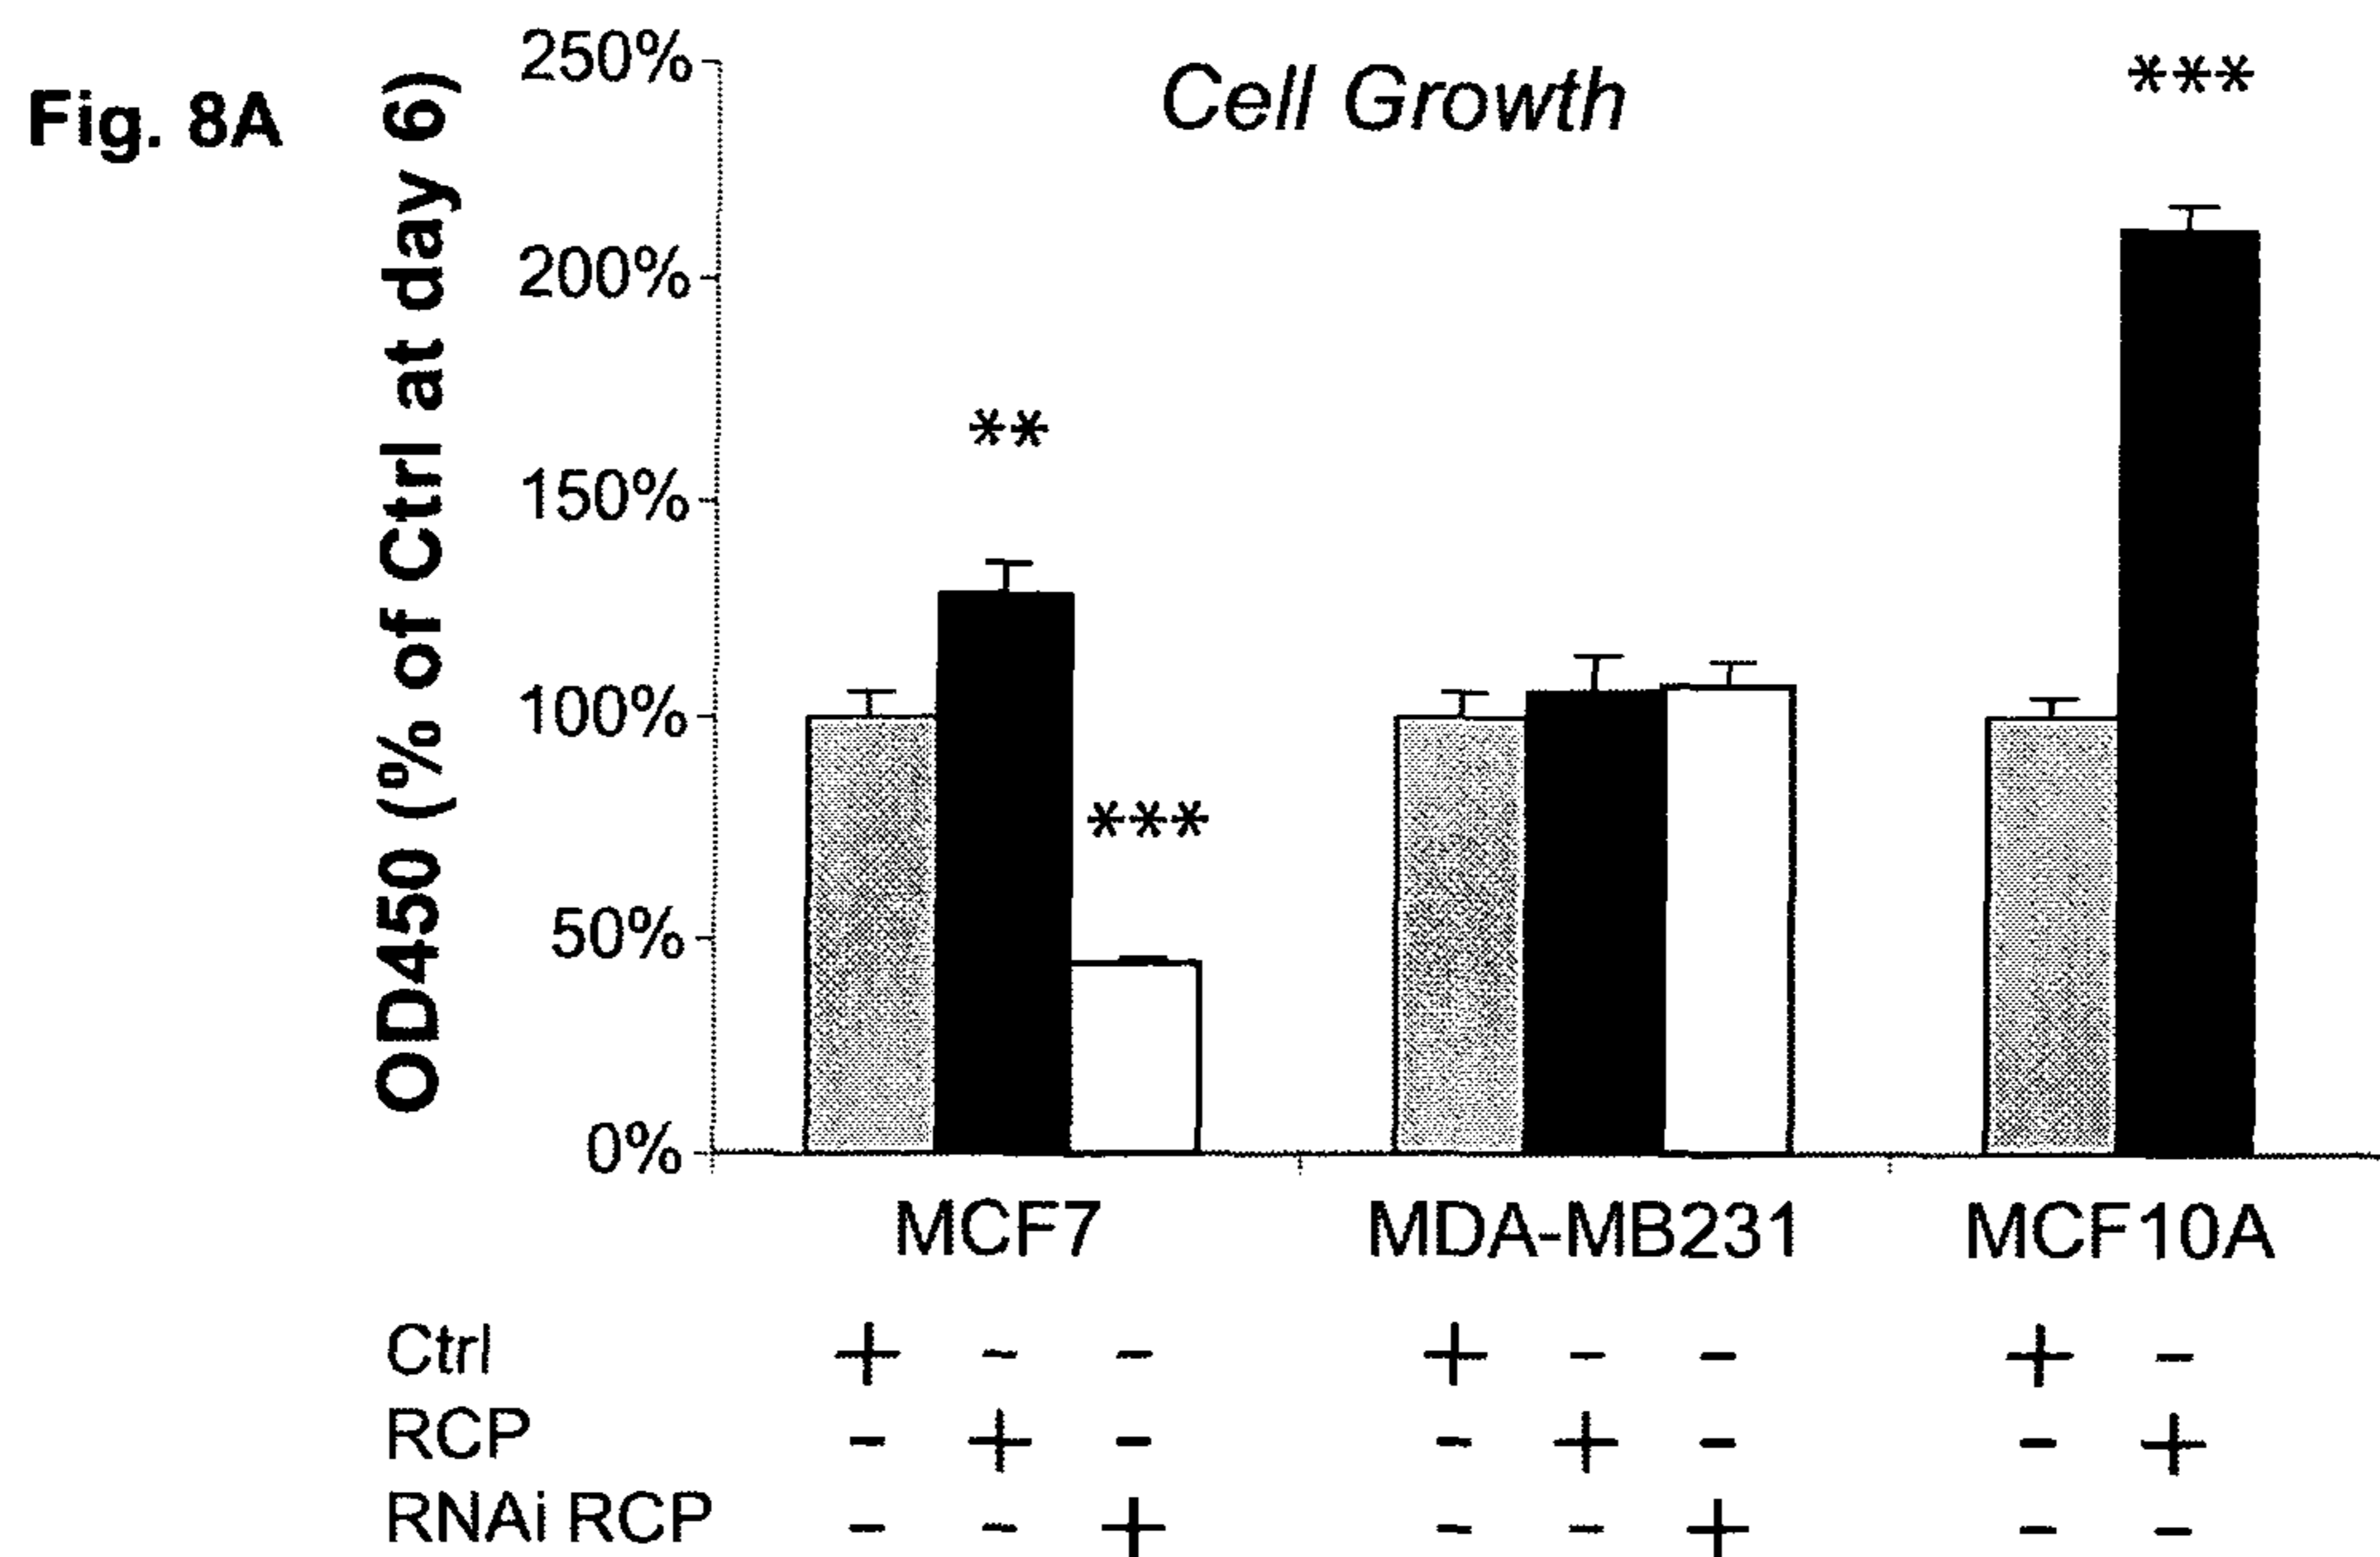 Fig. 8A
Cell Growth
OD450 (% of Ctrl at day 6)
250%
200%
150%
100%
50%
0%
***
**
***
MCF7 MDA-MB231 MCF10A
Ctrl + - - + - - + -
RCP - + - - + - - +
RNAi RCP - - + - - + - -